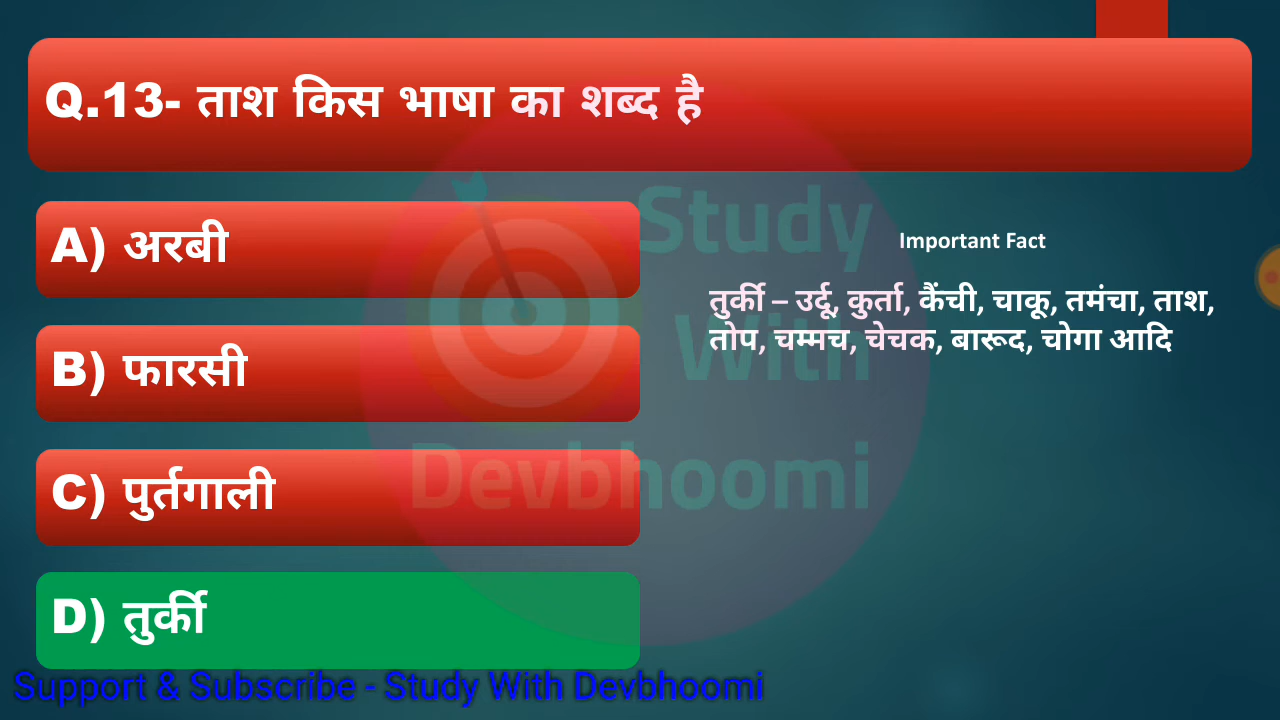 Q.13- ताश किस भाषा का शब्द है
A) अरबी
B) फारसी
C) पुर्तगाली
D) तुर्की
Important Fact
तुर्की – उर्दू, कुर्ता, कैंची, चाकू, तमंचा, ताश,
तोप, चम्मच, चेचक, बारूद, चोगा आदि
Study
With
Devbhoomi
Support & Subscribe - Study With Devbhoomi